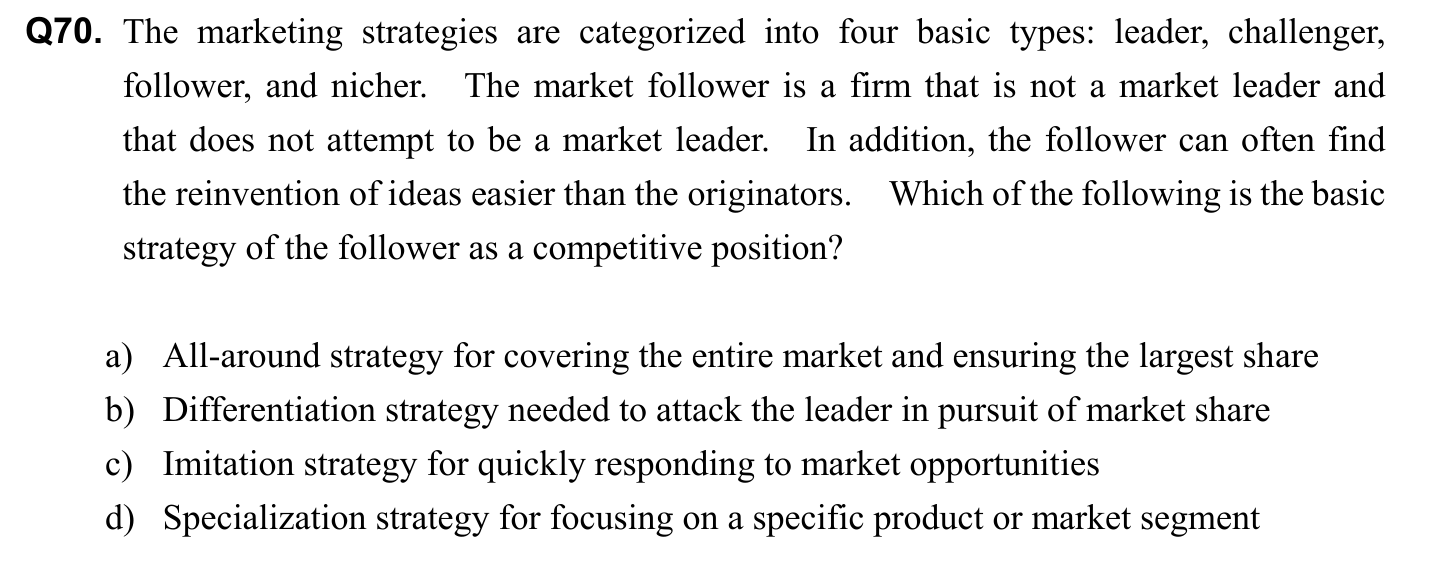 Q70. The marketing strategies are categorized into four basic types: leader, challenger,
follower, and nicher. The market follower is a firm that is not a market leader and
that does not attempt to be a market leader. In addition, the follower can often find
the reinvention of ideas easier than the originators. Which of the following is the basic
strategy of the follower as a competitive position?
a) All-around strategy for covering the entire market and ensuring the largest share
b) Differentiation strategy needed to attack the leader in pursuit of market share
c) Imitation strategy for quickly responding to market opportunities
d) Specialization strategy for focusing on a specific product or market segment